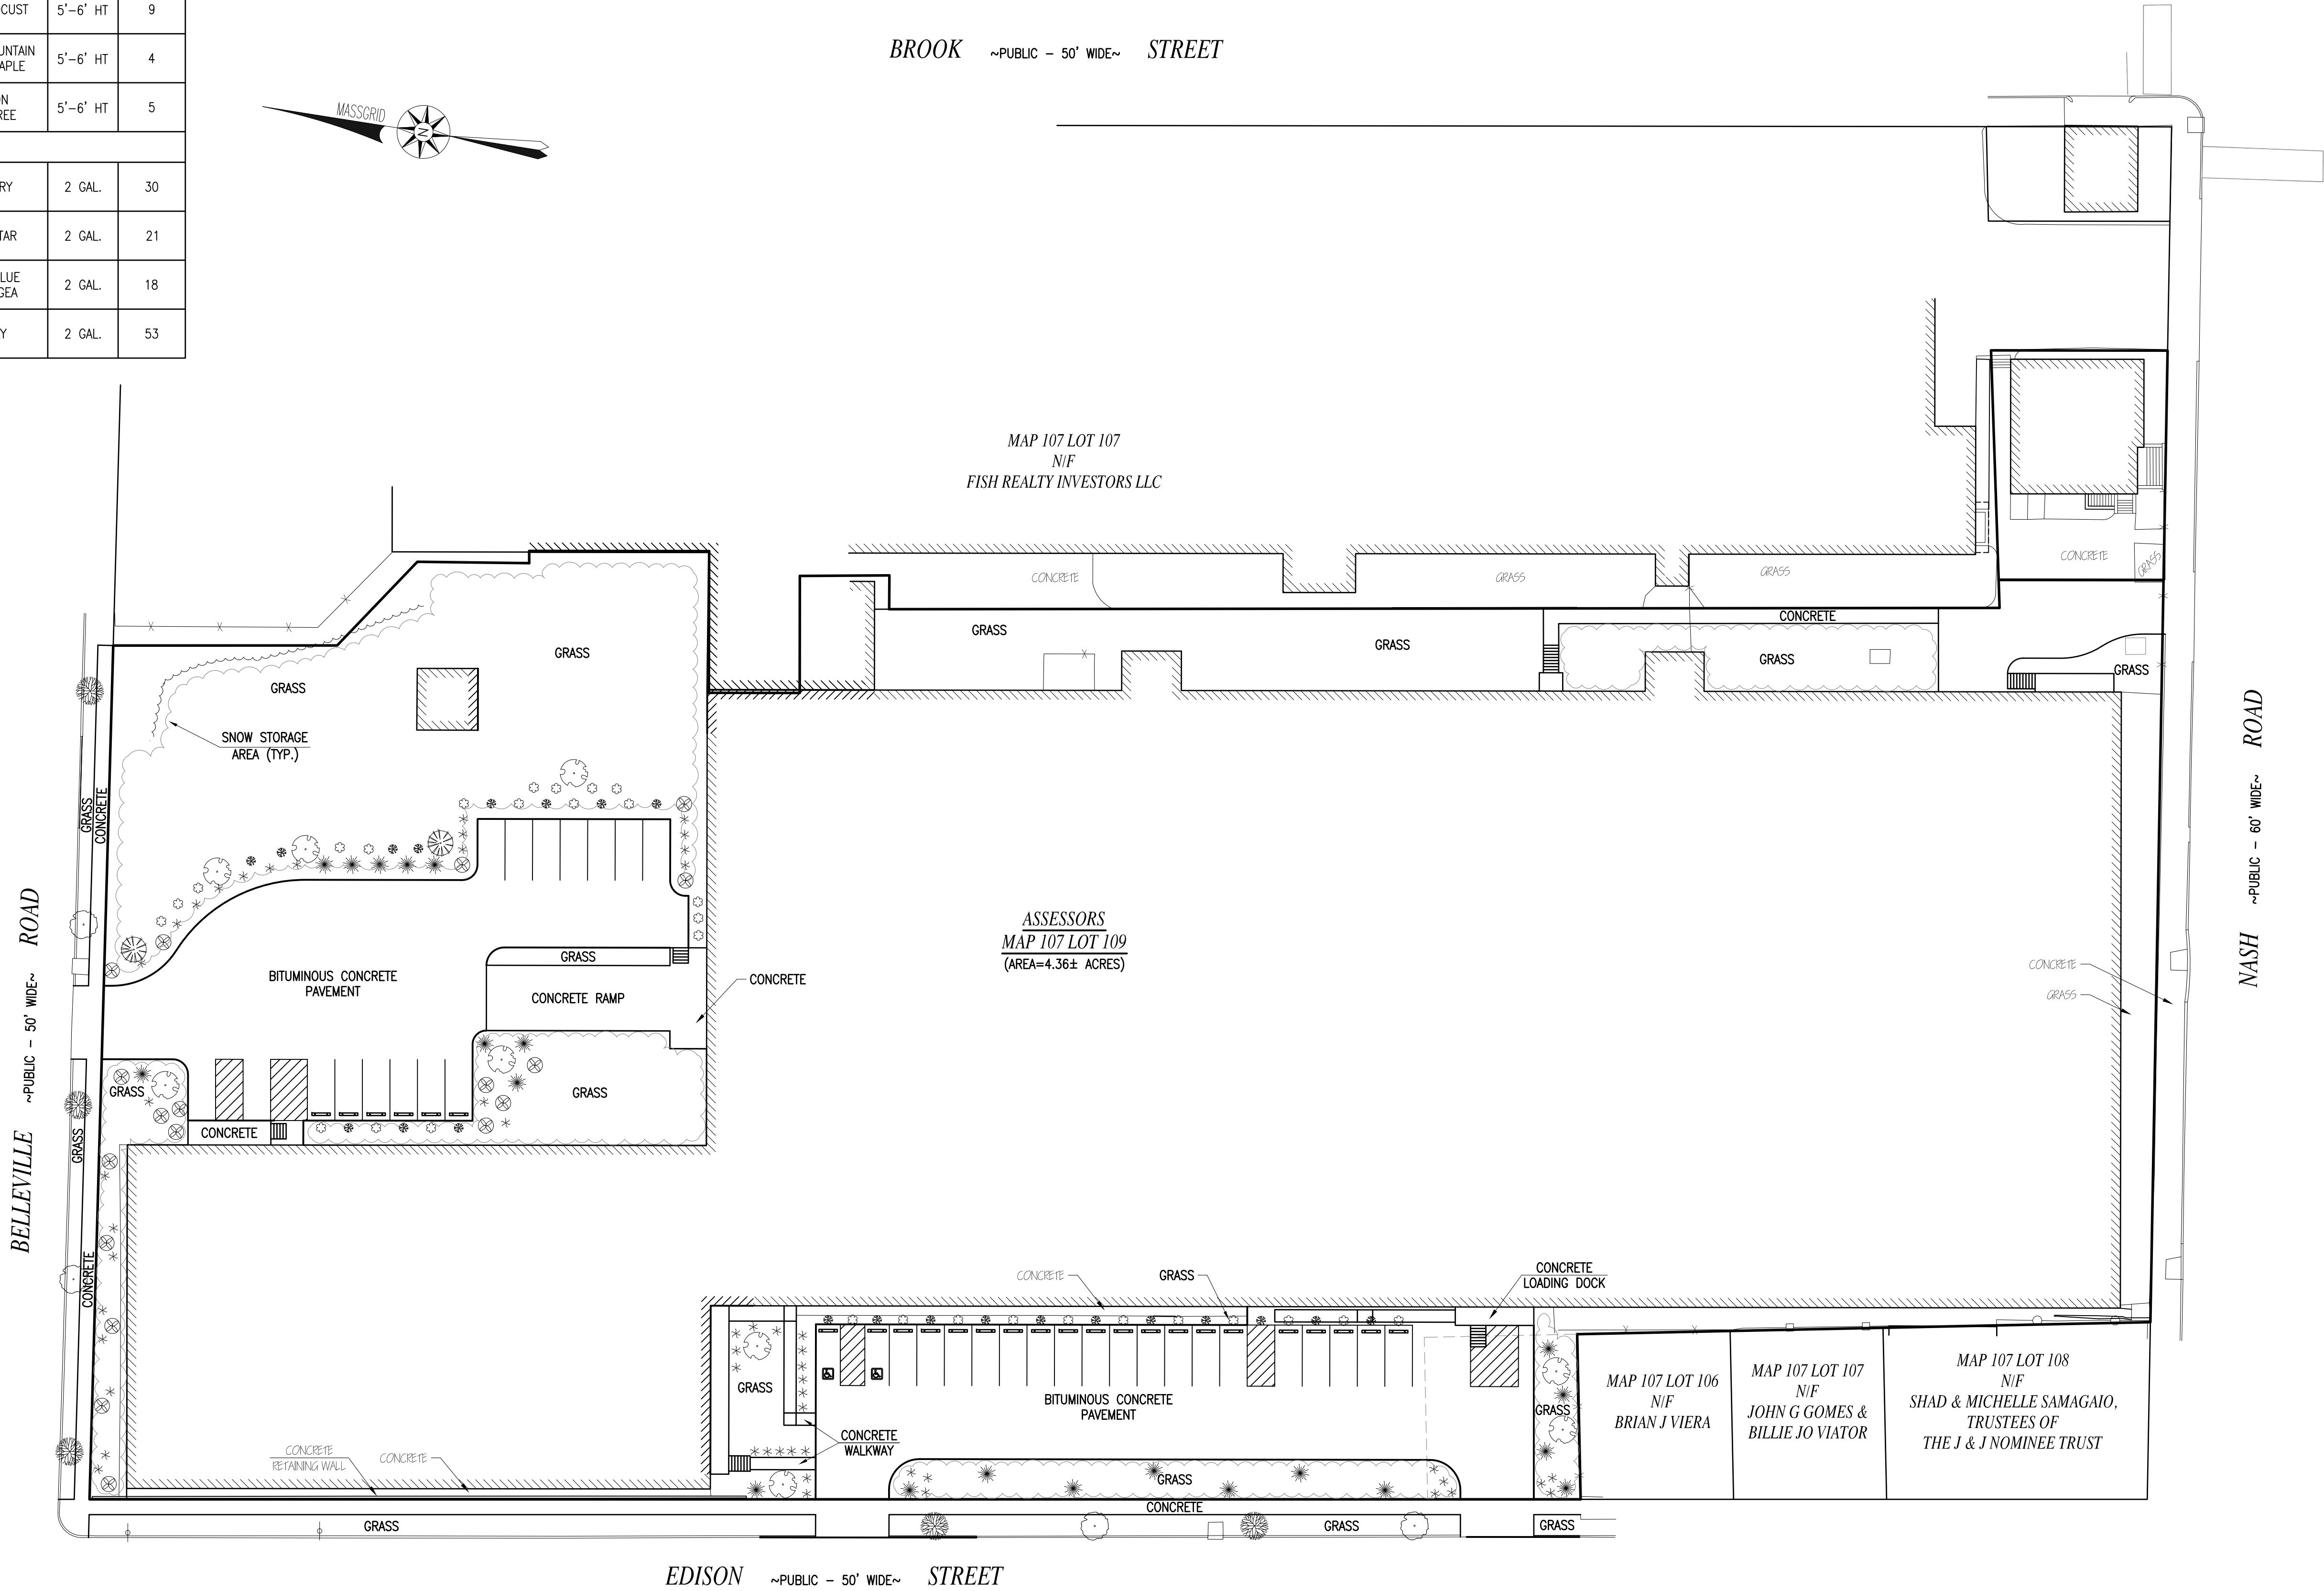 CUST 5'-6' HT 9
UNTAIN
APLE 5'-6' HT 4
ON
REE 5'-6' HT 5
RY 2 GAL. 30
TAR 2 GAL. 21
LUE
GEA 2 GAL. 18
Y 2 GAL. 53
BROOK ~PUBLIC - 50' WIDE~ STREET
MASSGRID
N
MAP 107 LOT 107
N/F
FISH REALTY INVESTORS LLC
CONCRETE
GRASS
GRASS
CONCRETE
GRASS
GRASS
GRASS
CONCRETE
GRASS
GRASS
GRASS
GRASS
SNOW STORAGE
AREA (TYP.)
GRASS
CONCRETE
BELLEVILLE ~PUBLIC - 50' WIDE~ ROAD
NASH ~PUBLIC - 60' WIDE~ ROAD
ASSESSORS
MAP 107 LOT 109
(AREA=4.36± ACRES)
BITUMINOUS CONCRETE
PAVEMENT
GRASS
CONCRETE RAMP
CONCRETE
CONCRETE
GRASS
GRASS
GRASS
CONCRETE
GRASS
CONCRETE
CONCRETE
GRASS
CONCRETE
LOADING DOCK
GRASS
BITUMINOUS CONCRETE
PAVEMENT
GRASS
CONCRETE
WALKWAY
CONCRETE
RETAINING WALL
CONCRETE
GRASS
MAP 107 LOT 106
N/F
BRIAN J VIERA
MAP 107 LOT 107
N/F
JOHN G GOMES &
BILLIE JO VIATOR
MAP 107 LOT 108
N/F
SHAD & MICHELLE SAMAGAIO,
TRUSTEES OF
THE J & J NOMINEE TRUST
CONCRETE
GRASS
GRASS
GRASS
EDISON ~PUBLIC - 50' WIDE~ STREET